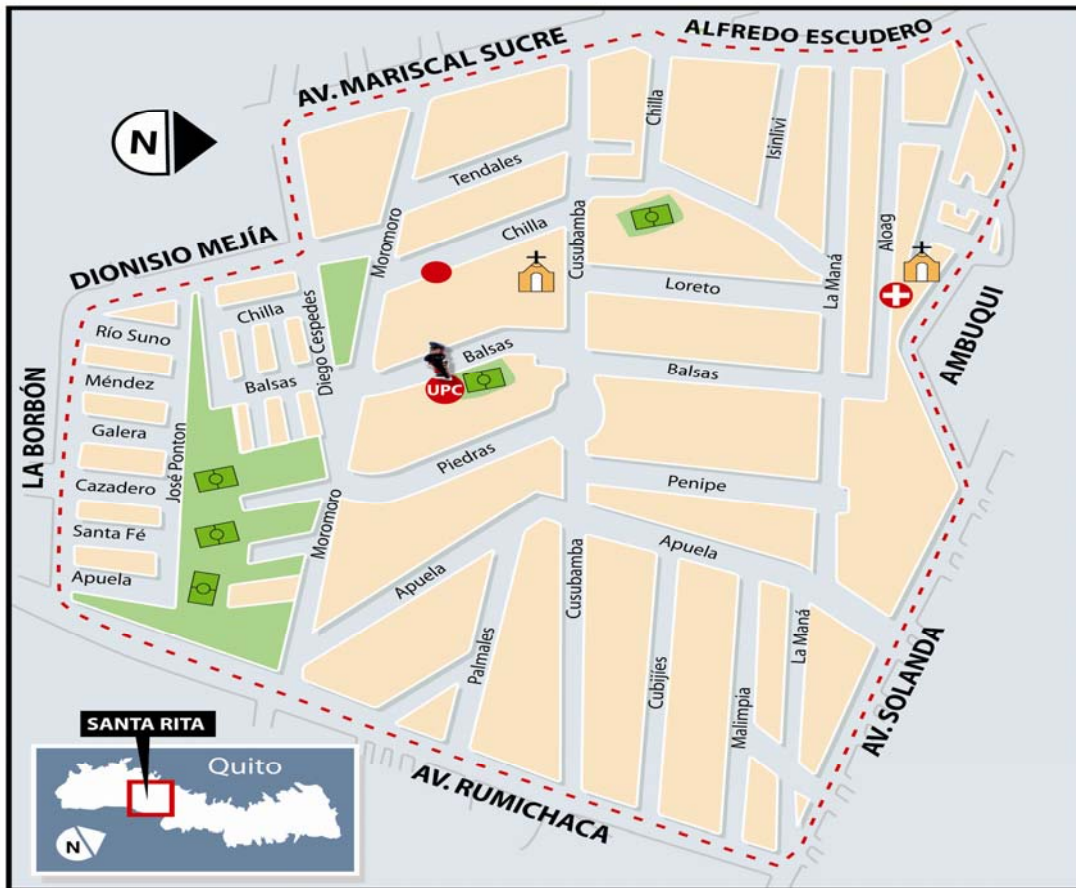 ALFREDO ESCUDERO
AV. MARISCAL SUCRE
N
Chilla
Isinlivi
Tendales
Moromoro
Chilla
Cusubamba
Aloag
La Maná
DIONISIO MEJÍA
Loreto
AMBUQUI
Chilla
Diego Cespedes
Río Suno
Balsas
Balsas
Balsas
UPC
Méndez
LA BORBÓN
Galera
José Ponton
Piedras
Cazadero
Penipe
Santa Fé
Moromoro
Apuela
Apuela
Apuela
Cusubamba
Palmales
Cubijíes
La Maná
Malimpia
AV. SOLANDA
SANTA RITA
Quito
N
AV. RUMICHACA